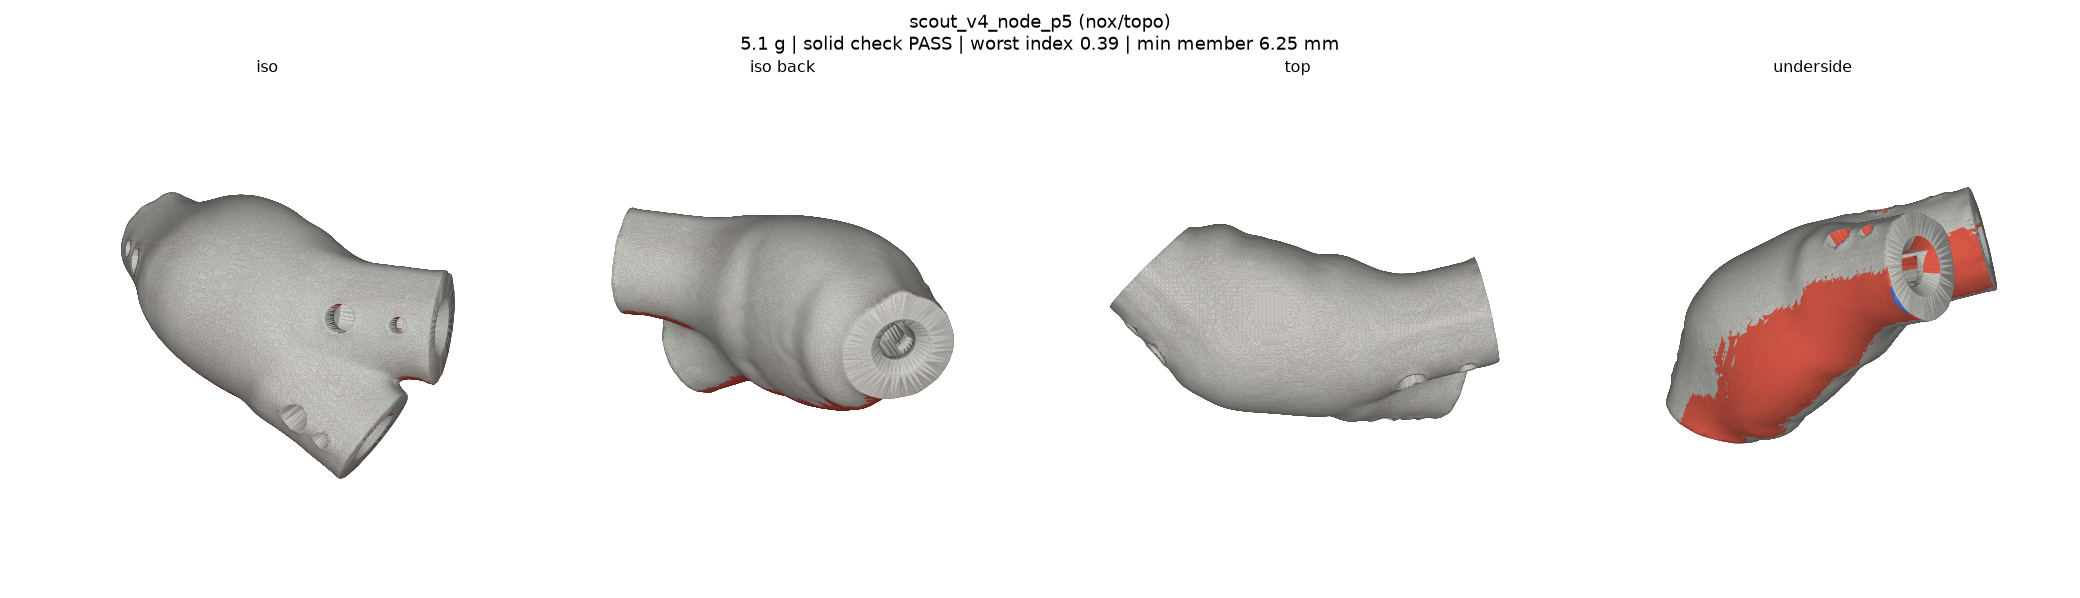 scout_v4_node_p5 (nox/topo)
5.1 g | solid check PASS | worst index 0.39 | min member 6.25 mm
iso
iso back
top
underside